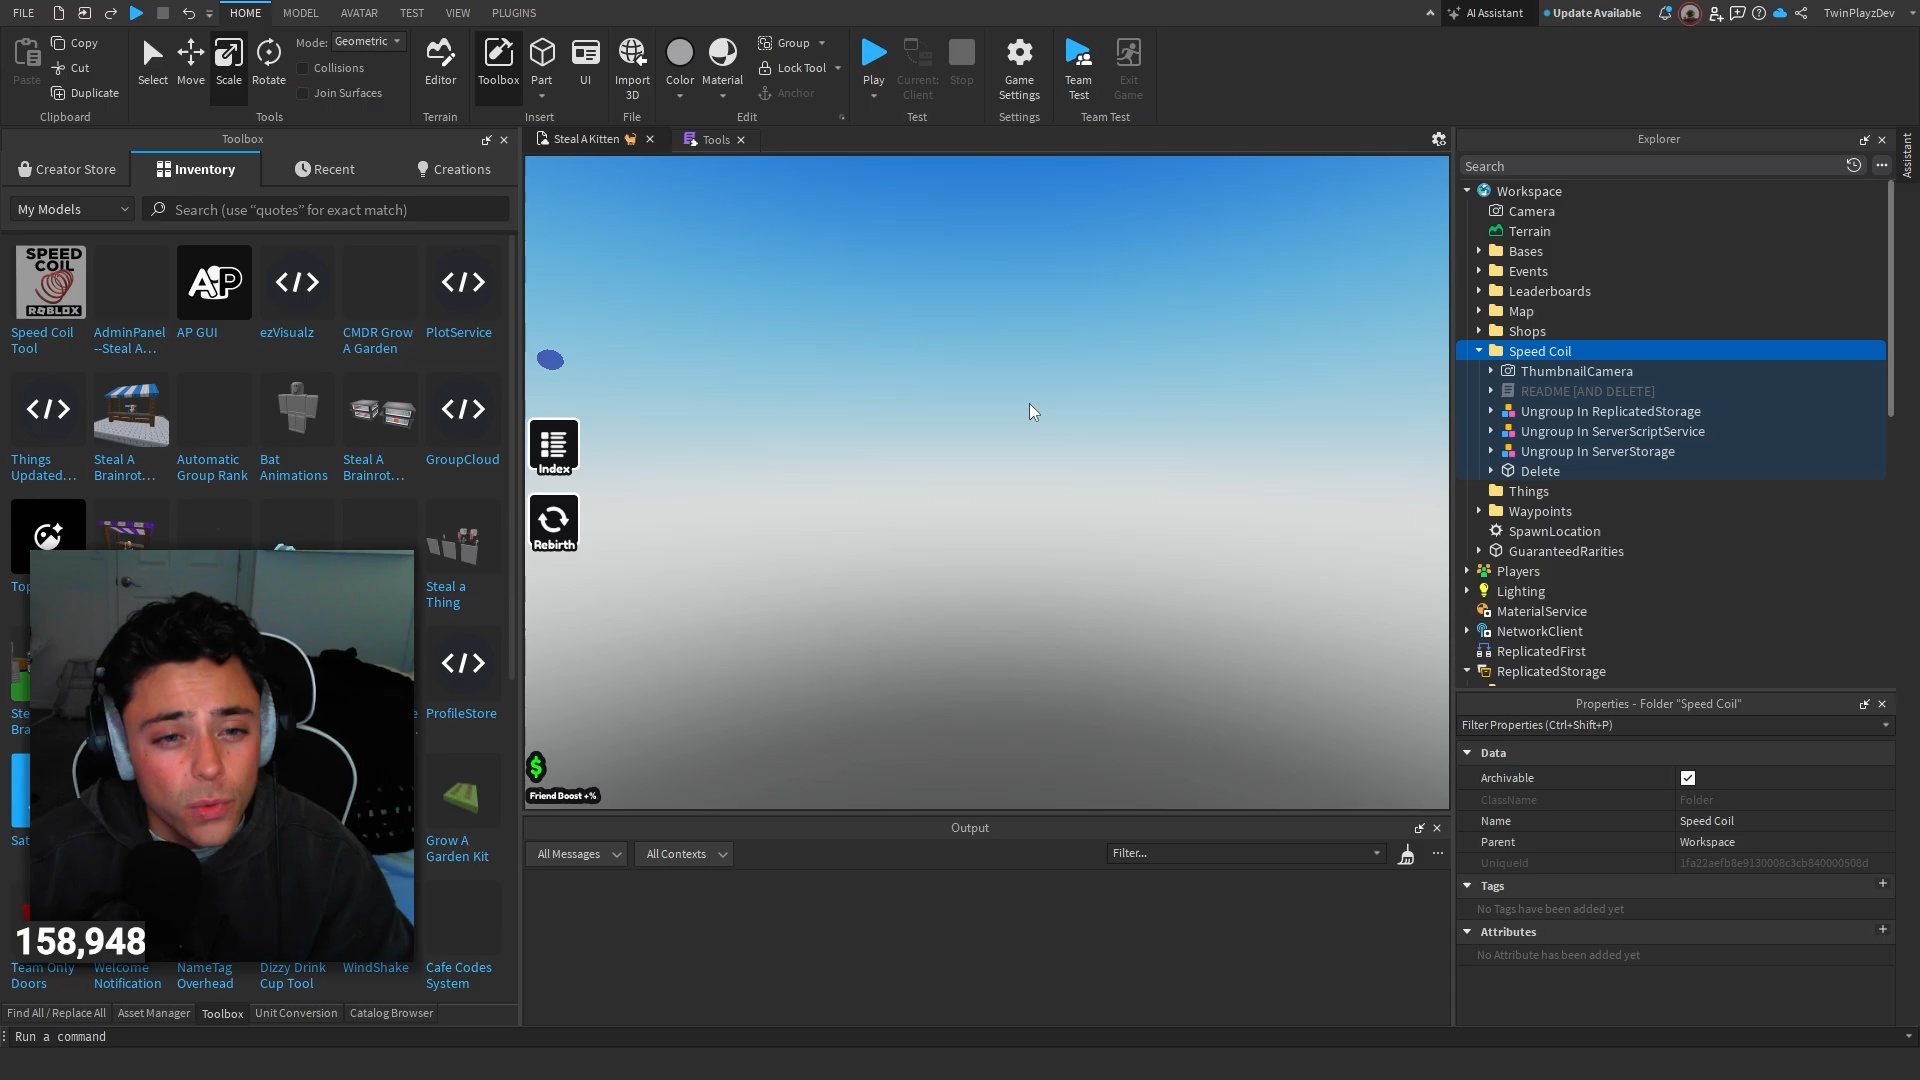 FILE HOME MODEL AVATAR TEST VIEW PLUGINS AI Assistant Update Available TwinPlayzDev
Paste Copy Cut Duplicate Clipboard
Select Move Scale Rotate Mode: Geometric Collisions Join Surfaces Tools
Editor Terrain
Toolbox Part UI Insert
Import 3D File
Color Material Group Lock Tool Anchor Edit
Play Current: Client Stop Test
Game Settings Settings
Team Test Exit Game Team Test
Toolbox
Creator Store Inventory Recent Creations
My Models Search (use “quotes” for exact match)
SPEED COIL ROBLOX
AP
Speed Coil Tool
AdminPanel --Steal A...
AP GUI
ezVisualz
CMDR Grow A Garden
PlotService
Things Updated...
Steal A Brainrot...
Automatic Group Rank
Bat Animations
Steal A Brainrot...
GroupCloud
Steal a Thing
ProfileStore
Grow A Garden Kit
158,948
Team Only Doors
Welcome Notification
NameTag Overhead
Dizzy Drink Cup Tool
WindShake
Cafe Codes System
Find All / Replace All Asset Manager Toolbox Unit Conversion Catalog Browser
Run a command
Steal A Kitten Tools
Index
Rebirth
$
Friend Boost +%
Output
All Messages All Contexts Filter...
Assistant
Explorer
Search
Workspace
Camera
Terrain
Bases
Events
Leaderboards
Map
Shops
Speed Coil
ThumbnailCamera
README [AND DELETE]
Ungroup In ReplicatedStorage
Ungroup In ServerScriptService
Ungroup In ServerStorage
Delete
Things
Waypoints
SpawnLocation
GuaranteedRarities
Players
Lighting
MaterialService
NetworkClient
ReplicatedFirst
ReplicatedStorage
Properties - Folder "Speed Coil"
Filter Properties (Ctrl+Shift+P)
Data
Archivable
ClassName Folder
Name Speed Coil
Parent Workspace
UniqueId 1fa22aefb8e9130008c3cb840000508d
Tags
No Tags have been added yet
Attributes
No Attribute has been added yet